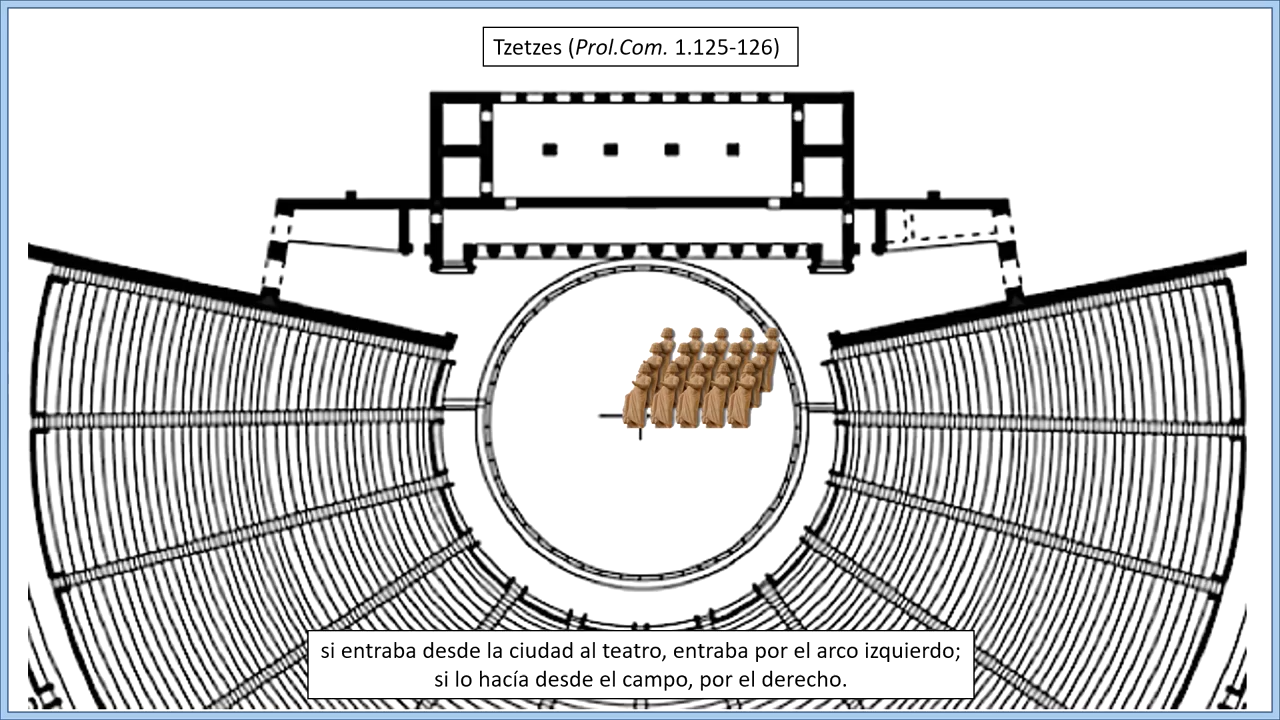 Tzetzes (Prol.Com. 1.125-126)
si entraba desde la ciudad al teatro, entraba por el arco izquierdo;
si lo hacía desde el campo, por el derecho.